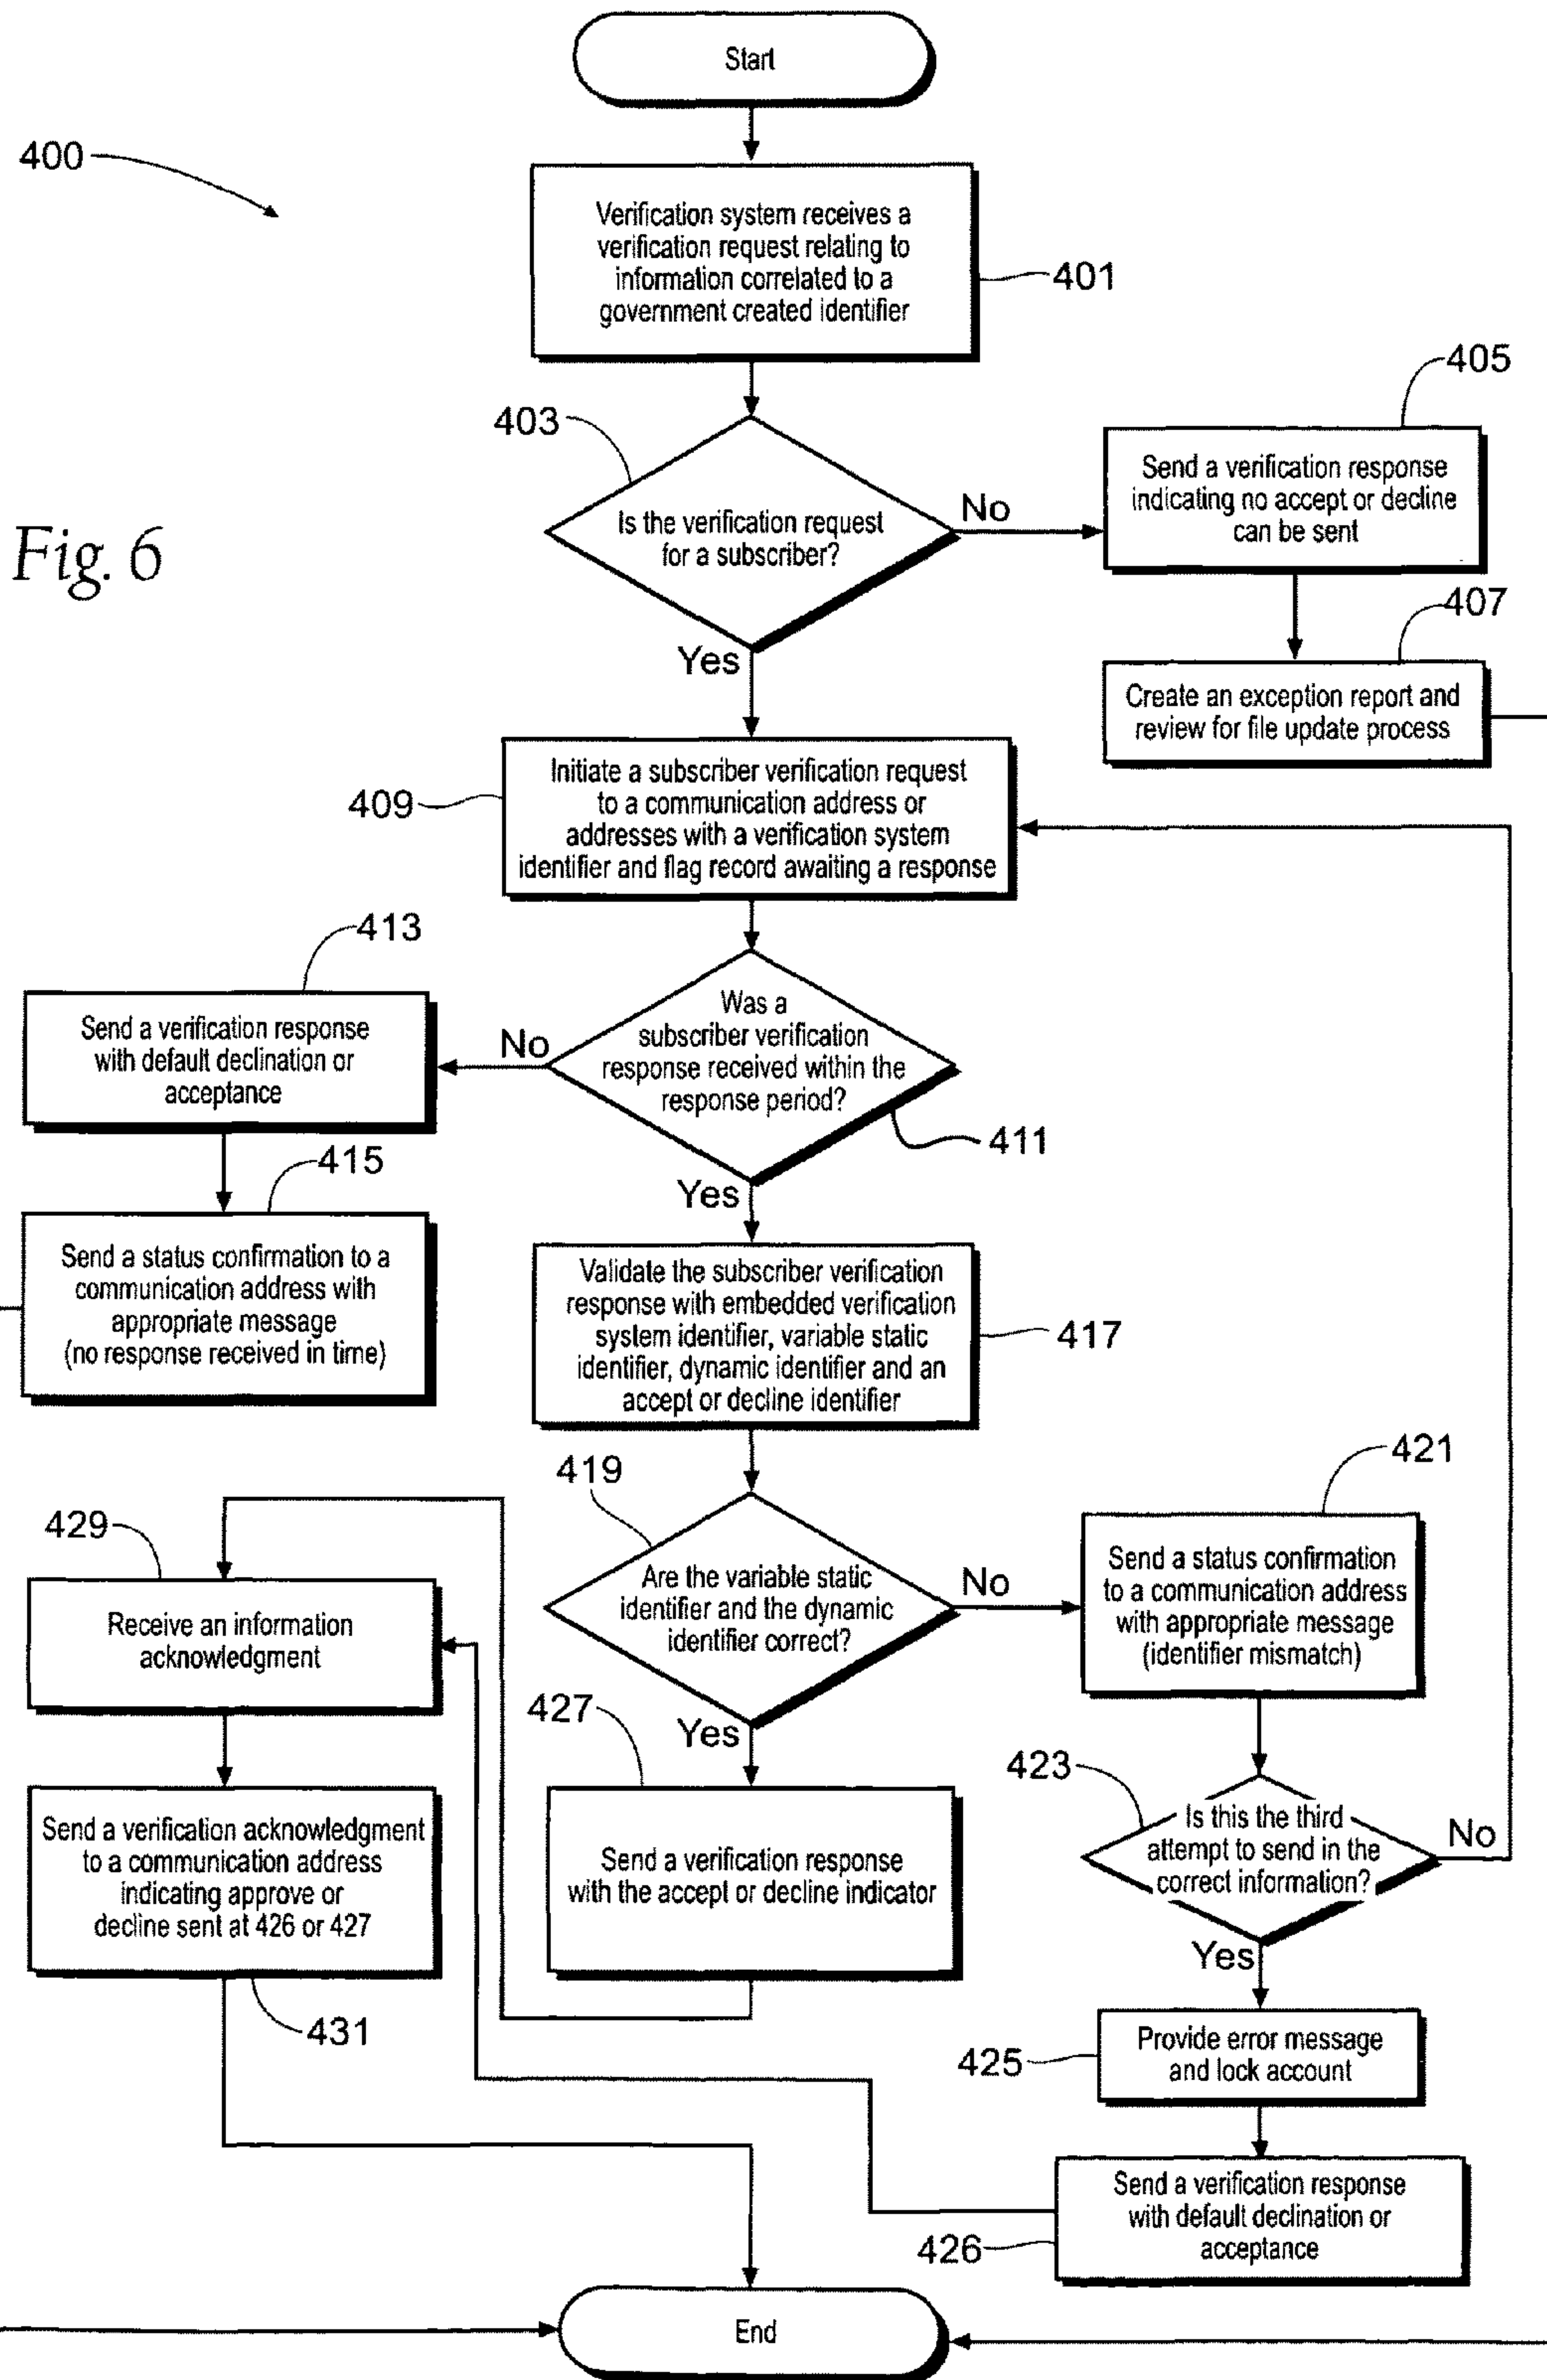 Start
400
Verification system receives a
verification request relating to
information correlated to a
government created identifier
401
403
Is the verification request
for a subscriber?
No
Yes
405
Send a verification response
indicating no accept or decline
can be sent
Fig. 6
407
Create an exception report and
review for file update process
409
Initiate a subscriber verification request
to a communication address or
addresses with a verification system
identifier and flag record awaiting a response
413
Send a verification response
with default declination or
acceptance
No
Was a
subscriber verification
response received within the
response period?
411
Yes
415
Send a status confirmation to a
communication address with
appropriate message
(no response received in time)
Validate the subscriber verification
response with embedded verification
system identifier, variable static
identifier, dynamic identifier and an
accept or decline identifier
417
419
Are the variable static
identifier and the dynamic
identifier correct?
No
Yes
421
Send a status confirmation
to a communication address
with appropriate message
(identifier mismatch)
429
Receive an information
acknowledgment
427
Send a verification response
with the accept or decline indicator
423
Is this the third
attempt to send in the
correct information?
No
Yes
Send a verification acknowledgment
to a communication address
indicating approve or
decline sent at 426 or 427
431
425
Provide error message
and lock account
426
Send a verification response
with default declination or
acceptance
End